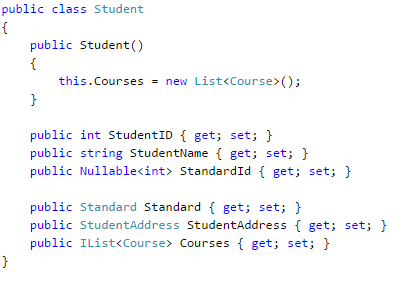 public class Student
{
    public Student()
    {
        this.Courses = new List<Course>();
    }

    public int StudentID { get; set; }
    public string StudentName { get; set; }
    public Nullable<int> StandardId { get; set; }

    public Standard Standard { get; set; }
    public StudentAddress StudentAddress { get; set; }
    public IList<Course> Courses { get; set; }
}